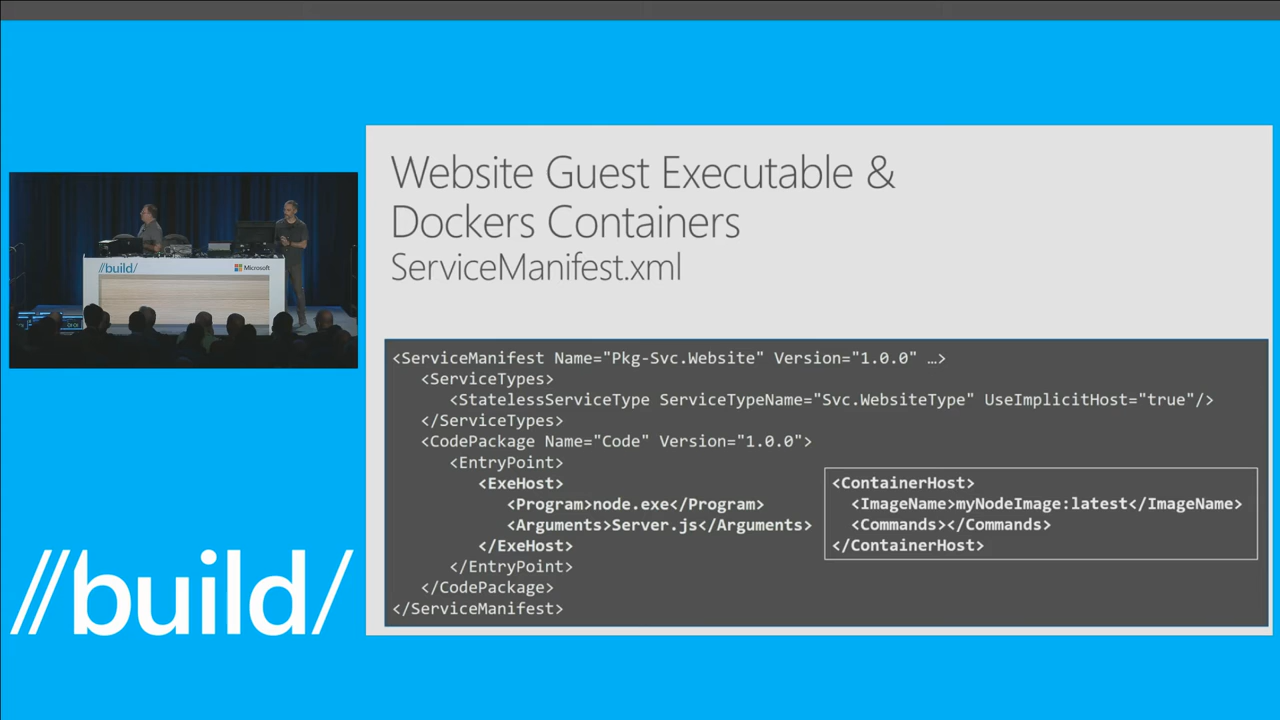 Website Guest Executable &
Dockers Containers
ServiceManifest.xml
//build/
Microsoft
<ServiceManifest Name="Pkg-Svc.Website" Version="1.0.0" …>
<ServiceTypes>
<StatelessServiceType ServiceTypeName="Svc.WebsiteType" UseImplicitHost="true"/>
</ServiceTypes>
<CodePackage Name="Code" Version="1.0.0">
<EntryPoint>
<ExeHost>
<Program>node.exe</Program>
<Arguments>Server.js</Arguments>
</ExeHost>
</EntryPoint>
</CodePackage>
</ServiceManifest>
<ContainerHost>
<ImageName>myNodeImage:latest</ImageName>
<Commands></Commands>
</ContainerHost>
//build/